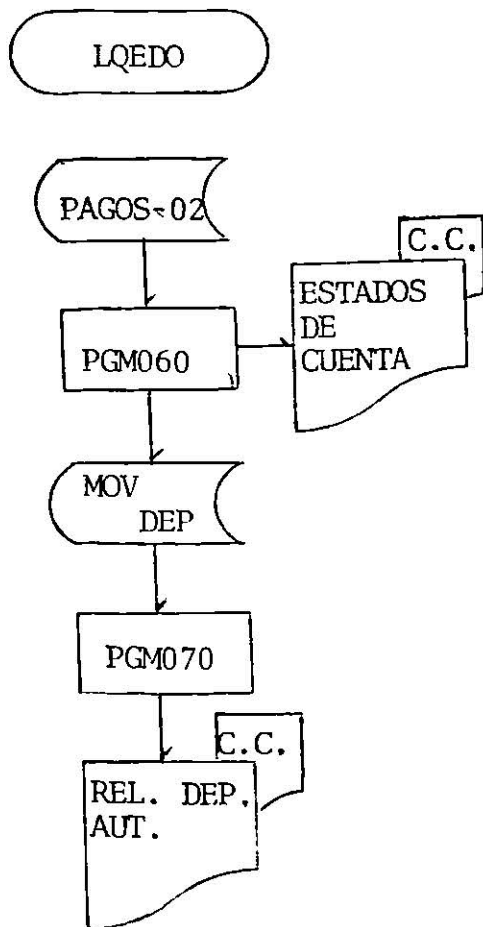 LQEDO
PAGOS-02
C.C.
ESTADOS
DE
CUENTA
PGM060
MOV
DEP
PGM070
C.C.
REL. DEP.
AUT.